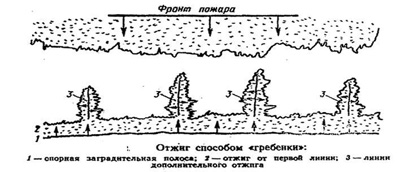 Фронт пожара
3
3
3
3
2
1
Отжиг способом «гребенки»:
1 — опорная заградительная полоса; 2 — отжиг от первой линии; 3 — линии
дополнительного отжига